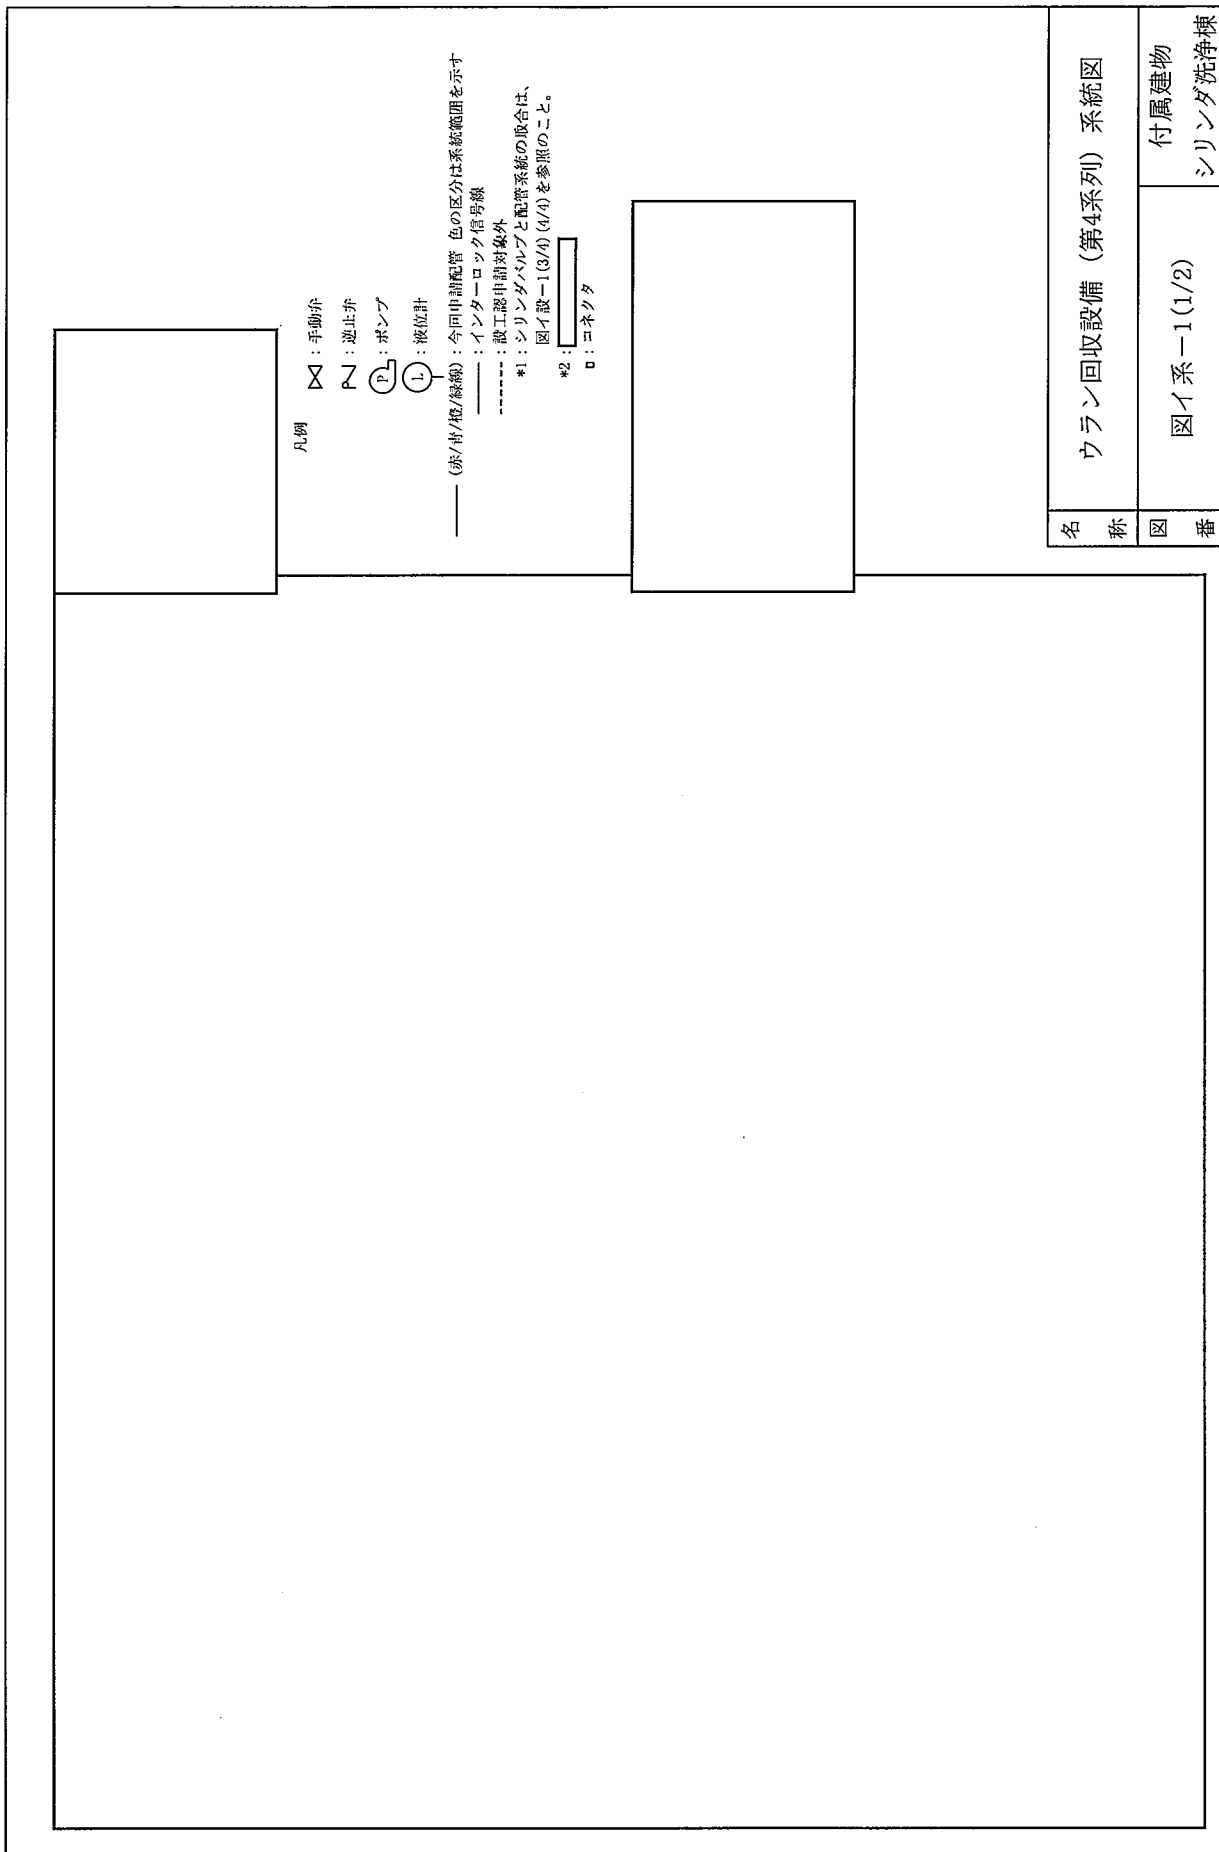 凡例
：手動弁
：逆止弁
P：ポンプ
L：液位計
（赤/青/橙/緑線）：今回申請配管 色の区分は系統範囲を示す
：インターロック信号線
：設工認申請対象外
*1：シリンダバルブと配管系統の取合は、
図イ設－1(3/4)(4/4)を参照のこと。
*2：
：コネクタ
名称 ウラン回収設備（第4系列）系統図
図番 図イ系－1(1/2) 付属建物
シリンダ洗浄棟